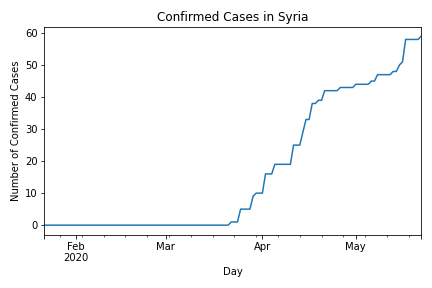 Confirmed Cases in Syria
60
50
40
30
20
10
0
Number of Confirmed Cases
Feb
2020
Mar
Apr
May
Day